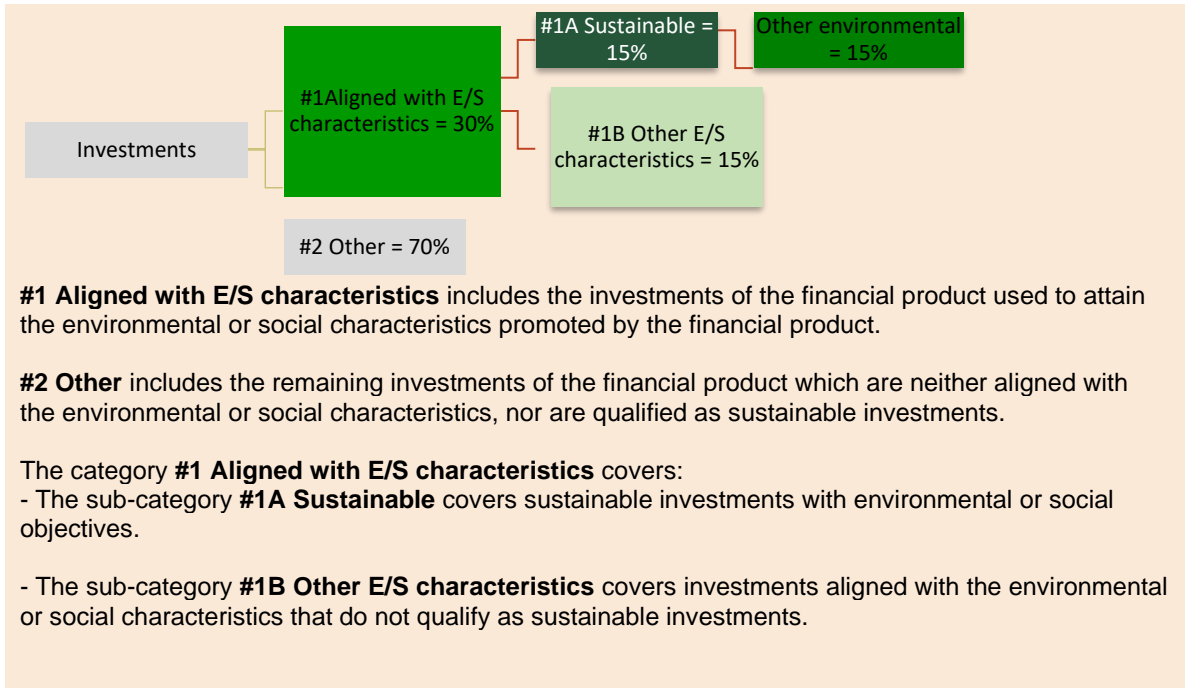 #1A Sustainable =
15%
Other environmental
= 15%
#1Aligned with E/S
characteristics = 30%
Investments
#1B Other E/S
characteristics = 15%
#2 Other = 70%
#1 Aligned with E/S characteristics includes the investments of the financial product used to attain
the environmental or social characteristics promoted by the financial product.
#2 Other includes the remaining investments of the financial product which are neither aligned with
the environmental or social characteristics, nor are qualified as sustainable investments.
The category #1 Aligned with E/S characteristics covers:
- The sub-category #1A Sustainable covers sustainable investments with environmental or social
objectives.
- The sub-category #1B Other E/S characteristics covers investments aligned with the environmental
or social characteristics that do not qualify as sustainable investments.